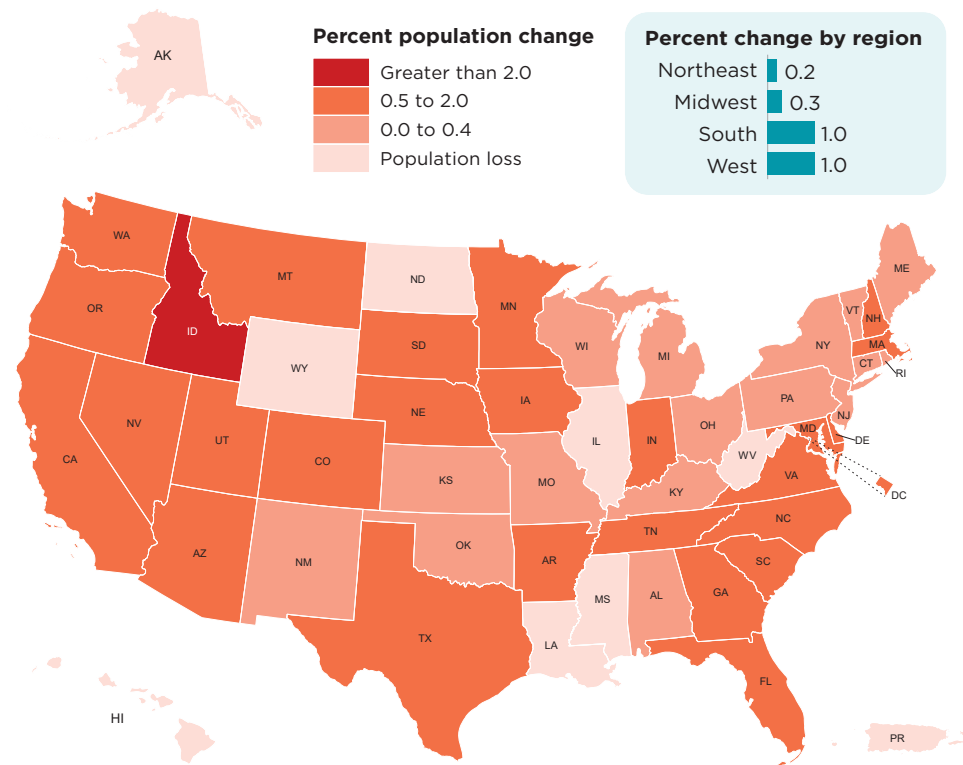 Percent population change
Greater than 2.0
0.5 to 2.0
0.0 to 0.4
Population loss
Percent change by region
Northeast 0.2
Midwest 0.3
South 1.0
West 1.0
AK
WA
MT
ND
MN
ME
OR
ID
WY
SD
WI
MI
NY
VT
NH
MA
CT
RI
NV
UT
CO
NE
IA
IL
IN
OH
PA
NJ
CA
KS
MO
KY
WV
MD
DE
DC
VA
AZ
NM
OK
AR
TN
NC
SC
TX
LA
MS
AL
GA
FL
HI
PR